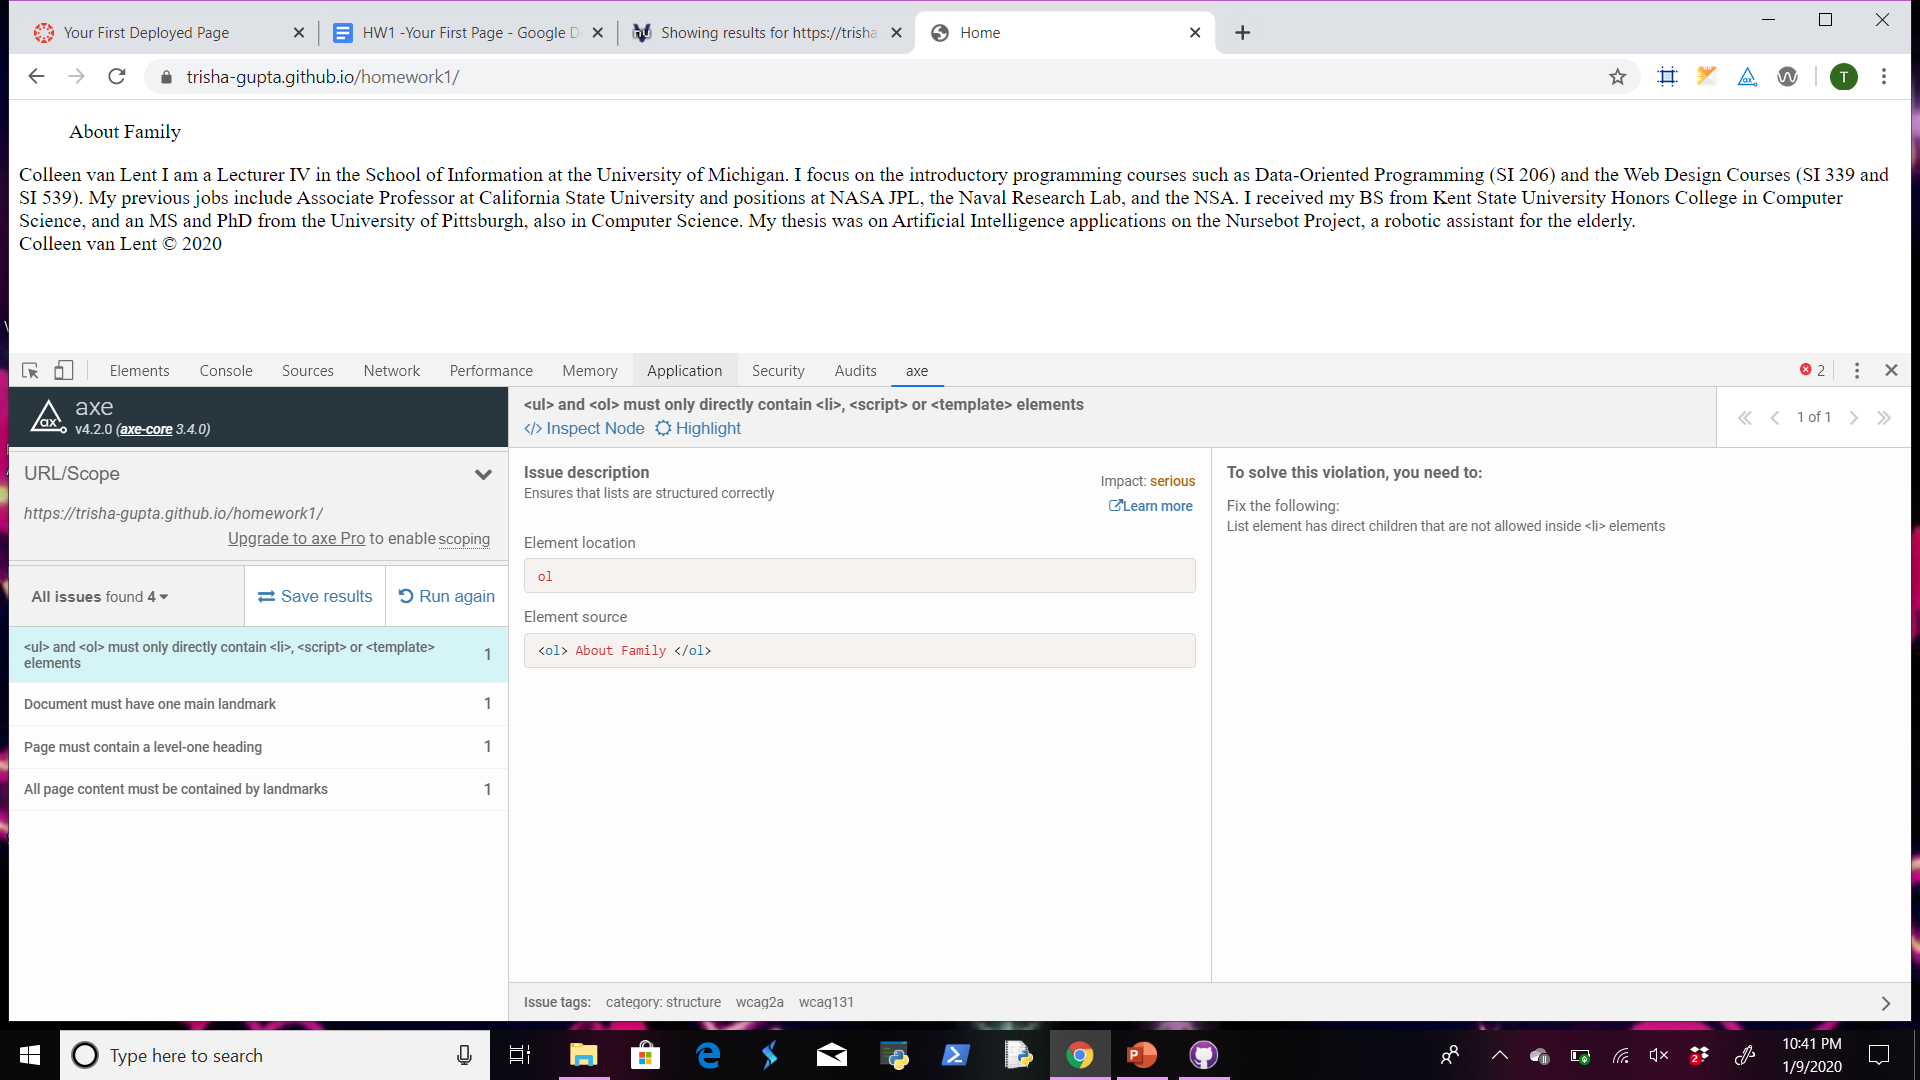 Your First Deployed Page
HW1 -Your First Page - Google D
Showing results for https://trisha
Home
trisha-gupta.github.io/homework1/
T
About Family
Colleen van Lent I am a Lecturer IV in the School of Information at the University of Michigan. I focus on the introductory programming courses such as Data-Oriented Programming (SI 206) and the Web Design Courses (SI 339 and
SI 539). My previous jobs include Associate Professor at California State University and positions at NASA JPL, the Naval Research Lab, and the NSA. I received my BS from Kent State University Honors College in Computer
Science, and an MS and PhD from the University of Pittsburgh, also in Computer Science. My thesis was on Artificial Intelligence applications on the Nursebot Project, a robotic assistant for the elderly.
Colleen van Lent © 2020
Elements Console Sources Network Performance Memory Application Security Audits axe 2
axe
v4.2.0 (axe-core 3.4.0)
URL/Scope
https://trisha-gupta.github.io/homework1/
Upgrade to axe Pro to enable scoping
All issues found 4
Save results
Run again
<ul> and <ol> must only directly contain <li>, <script> or <template>
elements 1
Document must have one main landmark 1
Page must contain a level-one heading 1
All page content must be contained by landmarks 1
<ul> and <ol> must only directly contain <li>, <script> or <template> elements
</> Inspect Node Highlight
1 of 1
Issue description
Ensures that lists are structured correctly
Impact: serious
Learn more
Element location
ol
Element source
<ol> About Family </ol>
To solve this violation, you need to:
Fix the following:
List element has direct children that are not allowed inside <li> elements
Issue tags: category: structure wcag2a wcag131
Type here to search
10:41 PM
1/9/2020